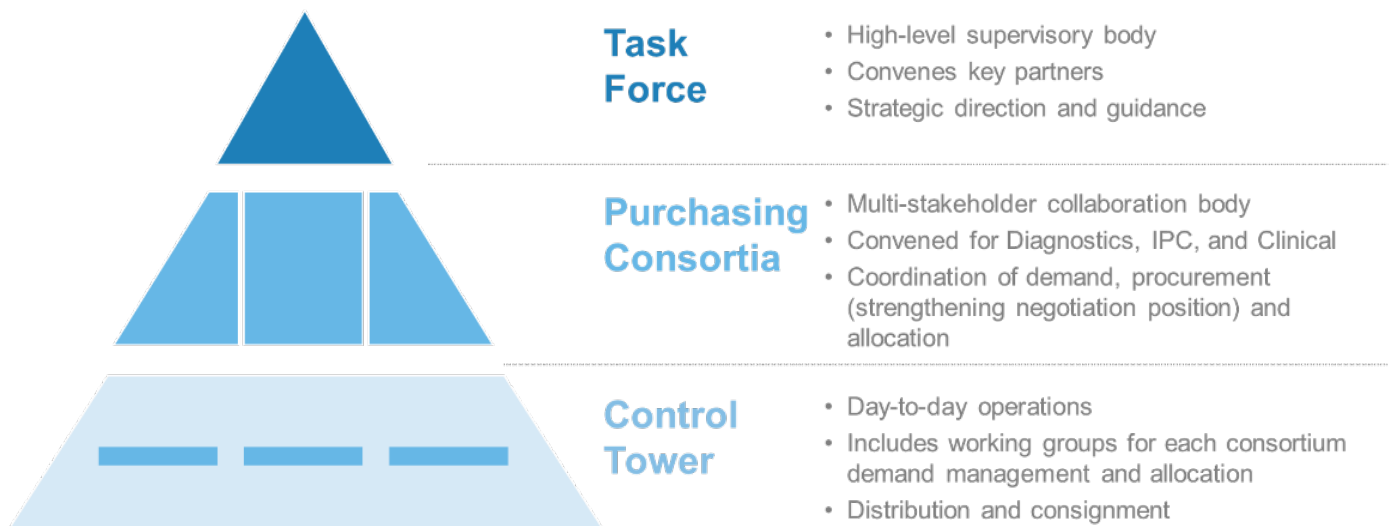 Task
Force
• High-level supervisory body
• Convenes key partners
• Strategic direction and guidance
Purchasing
Consortia
• Multi-stakeholder collaboration body
• Convened for Diagnostics, IPC, and Clinical
• Coordination of demand, procurement
(strengthening negotiation position) and
allocation
Control
Tower
• Day-to-day operations
• Includes working groups for each consortium
demand management and allocation
• Distribution and consignment